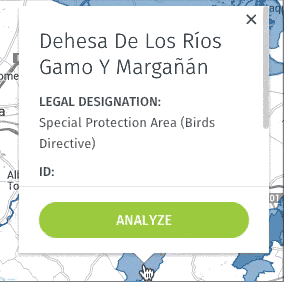 ×
Dehesa De Los Ríos
Gamo Y Margañán
LEGAL DESIGNATION:
Special Protection Area (Birds
Directive)
ID:
ANALYZE